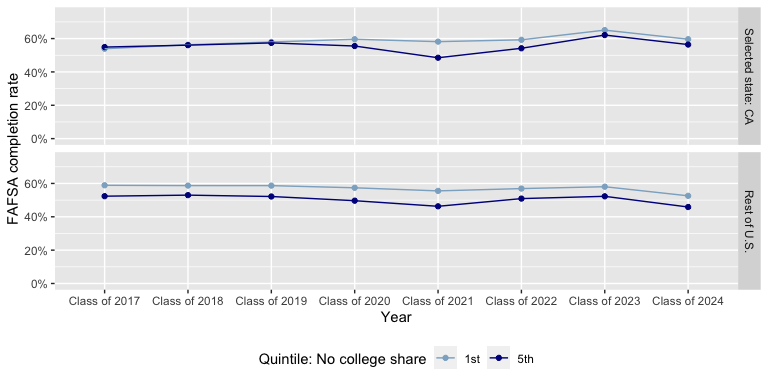 FAFSA completion rate
60%
40%
20%
0%
Selected state: CA
60%
40%
20%
0%
Rest of U.S.
Class of 2017 Class of 2018 Class of 2019 Class of 2020 Class of 2021 Class of 2022 Class of 2023 Class of 2024
Year
Quintile: No college share 1st 5th